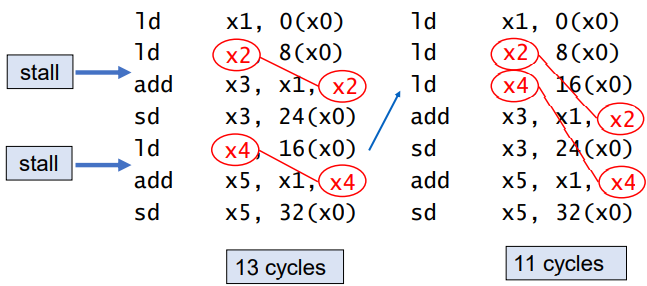 ld x1, 0(x0)
ld x2, 8(x0)
stall
add x3, x1, x2
sd x3, 24(x0)
ld x4, 16(x0)
stall
add x5, x1, x4
sd x5, 32(x0)
13 cycles
ld x1, 0(x0)
ld x2, 8(x0)
ld x4, 16(x0)
add x3, x1, x2
sd x3, 24(x0)
add x5, x1, x4
sd x5, 32(x0)
11 cycles